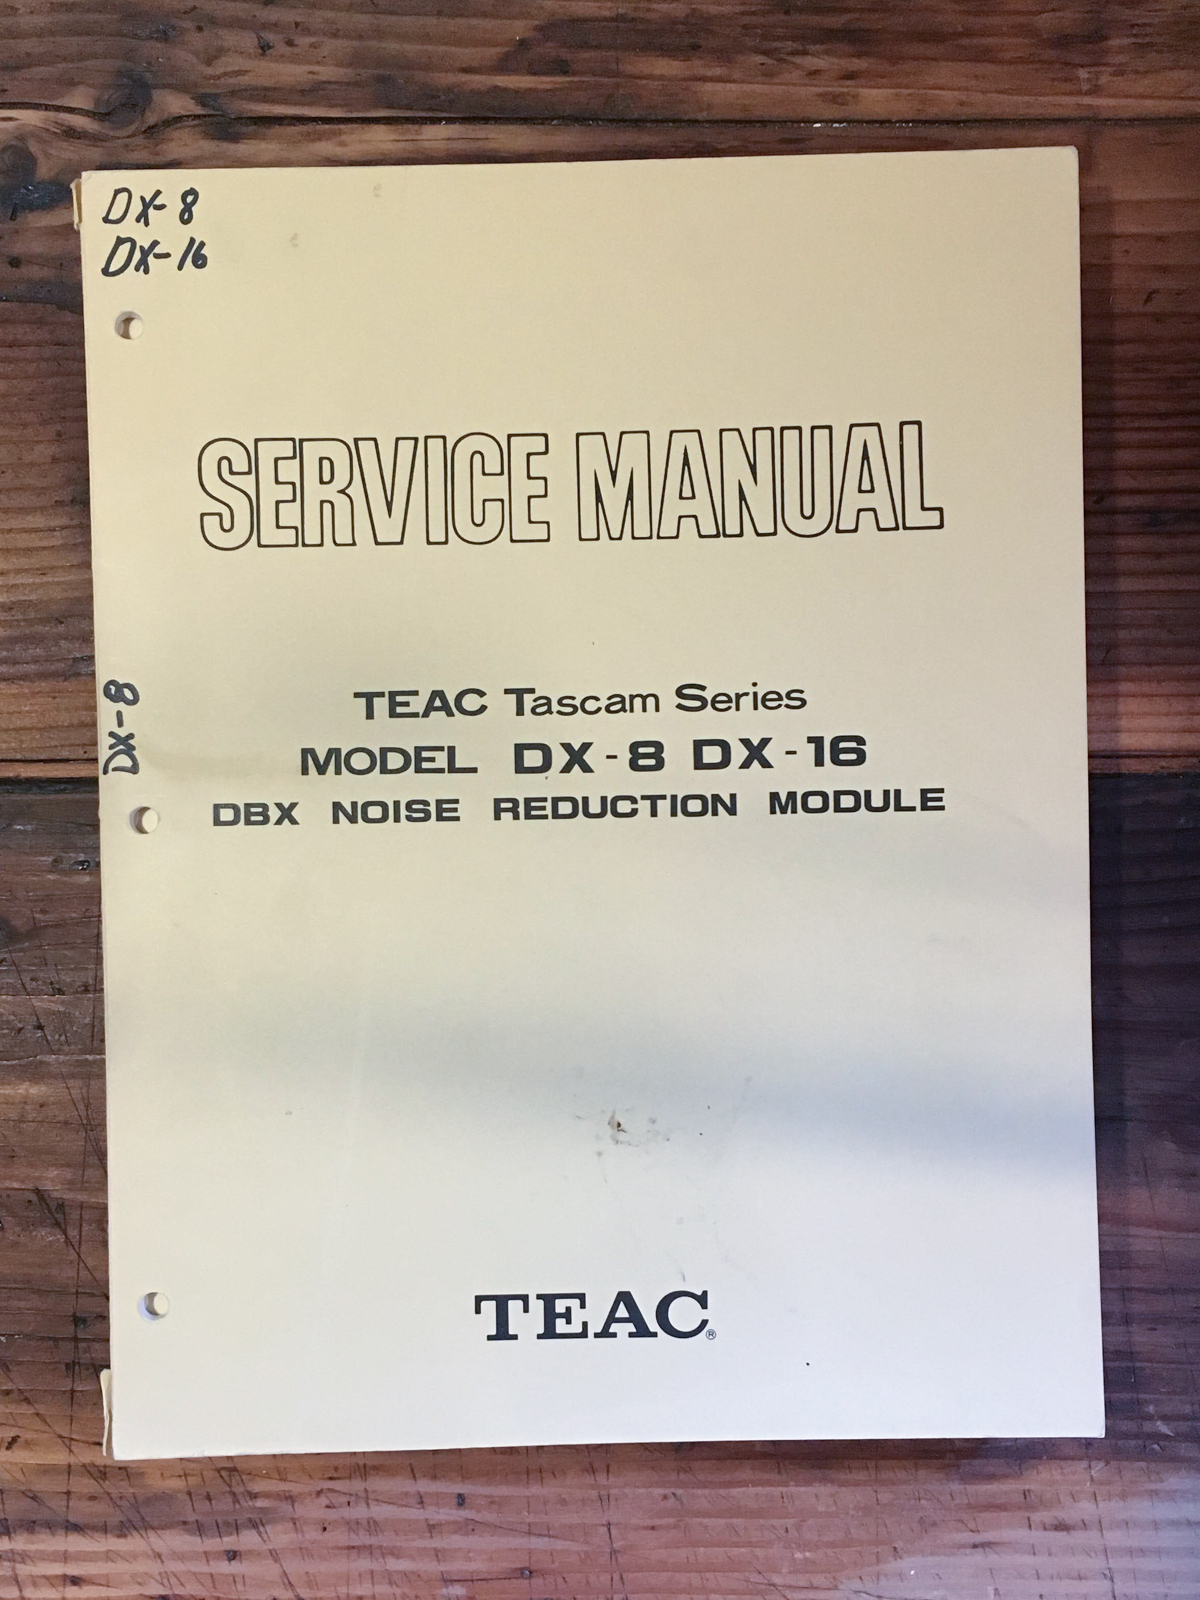 DX-8
DX-16
SERVICE MANUAL
DX-8
TEAC Tascam Series
MODEL DX-8 DX-16
DBX NOISE REDUCTION MODULE
TEAC®